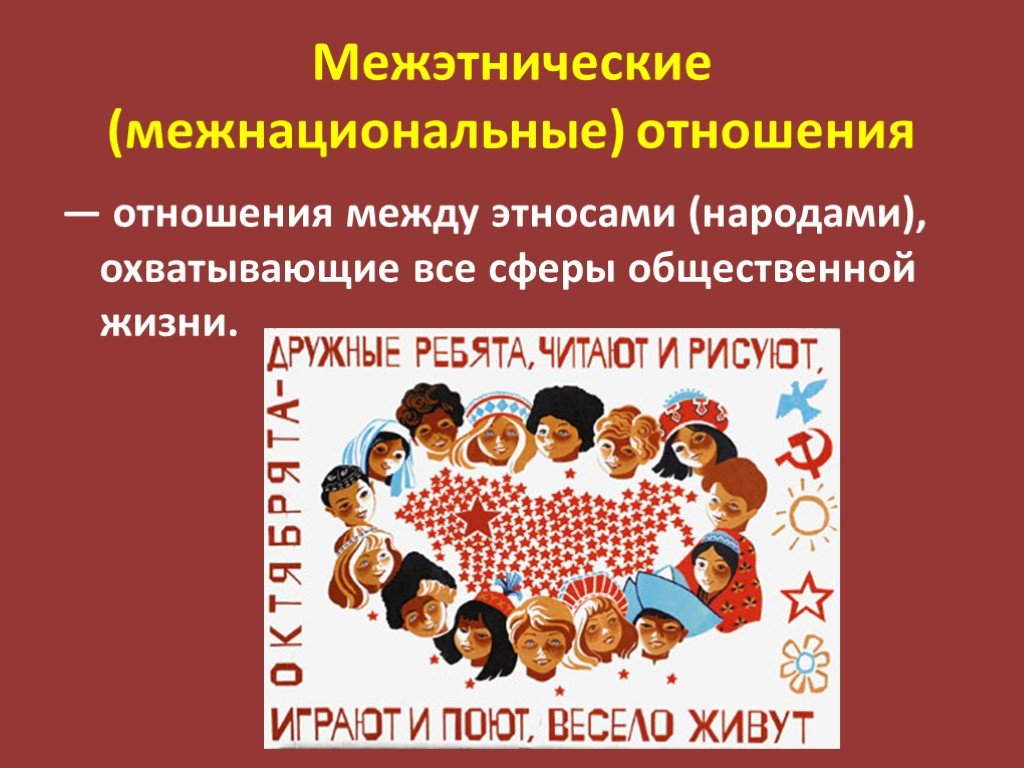 Межэтнические
(межнациональные) отношения
— отношения между этносами (народами),
охватывающие все сферы общественной
жизни.
ОКТЯБРЯТА-
ДРУЖНЫЕ РЕБЯТА, ЧИТАЮТ И РИСУЮТ,
ИГРАЮТ И ПОЮТ, ВЕСЕЛО ЖИВУТ